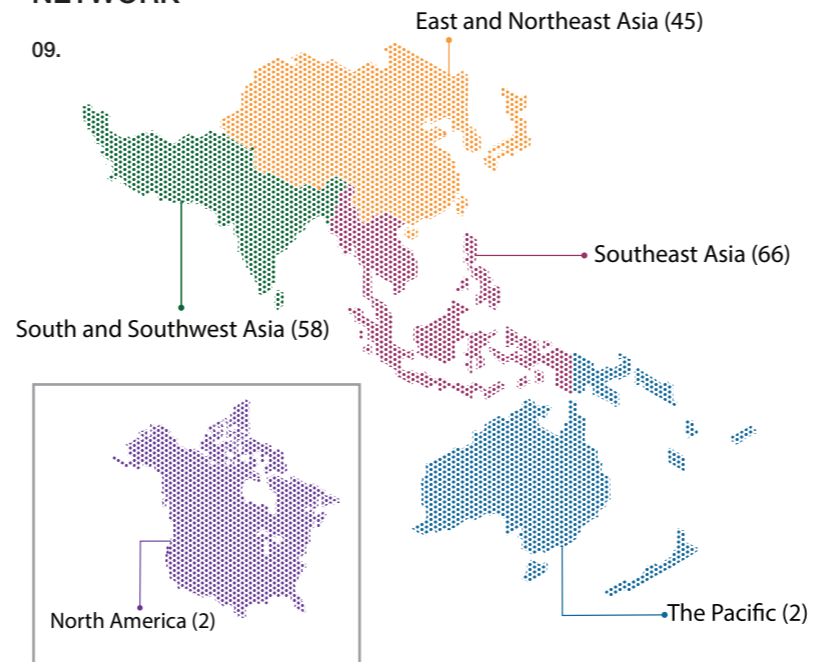 09.
East and Northeast Asia (45)
Southeast Asia (66)
South and Southwest Asia (58)
North America (2)
The Pacific (2)